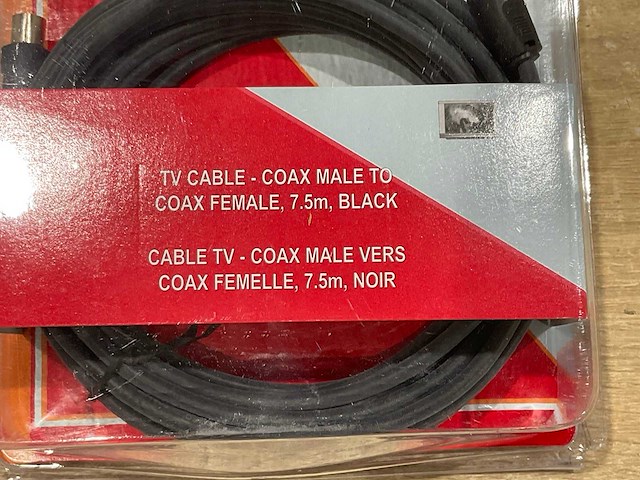 TV CABLE - COAX MALE TO
COAX FEMALE, 7.5m, BLACK
CABLE TV - COAX MALE VERS
COAX FEMELLE, 7.5m, NOIR